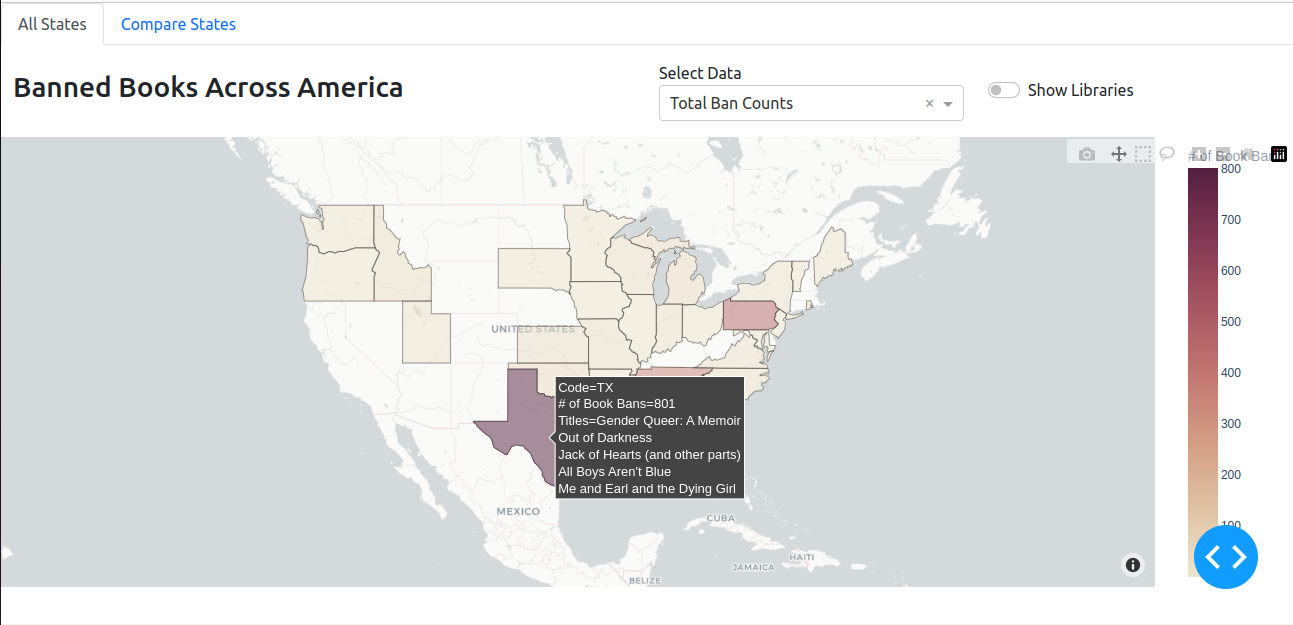 All States
Compare States
Banned Books Across America
Select Data
Total Ban Counts
Show Libraries
# of Book Ba
800
700
600
500
400
300
200
100
UNITED STATES
Code=TX
# of Book Bans=801
Titles=Gender Queer: A Memoir
Out of Darkness
Jack of Hearts (and other parts)
All Boys Aren't Blue
Me and Earl and the Dying Girl
MEXICO
CUBA
HAITI
JAMAICA
BELIZE